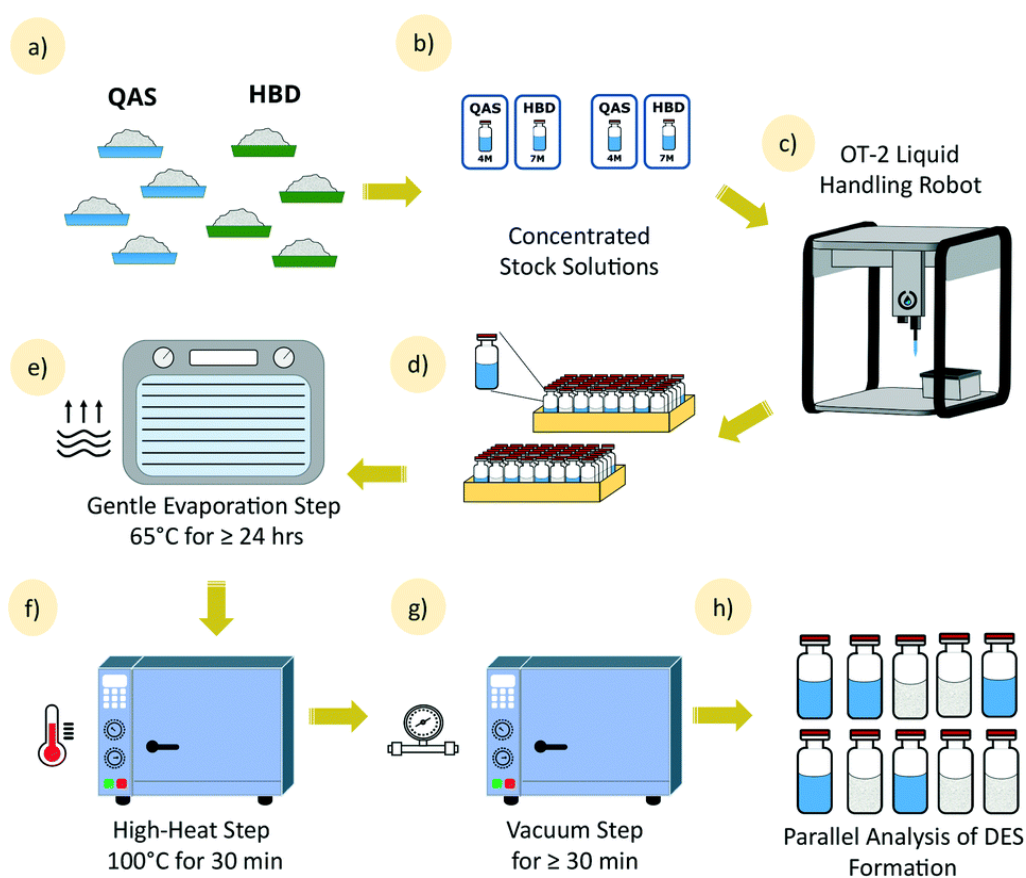 a)
QAS
HBD
b)
QAS
HBD
QAS
HBD
4M
7M
4M
7M
Concentrated
Stock Solutions
c)
OT-2 Liquid
Handling Robot
d)
e)
Gentle Evaporation Step
65°C for ≥ 24 hrs
f)
High-Heat Step
100°C for 30 min
g)
Vacuum Step
for ≥ 30 min
h)
Parallel Analysis of DES
Formation